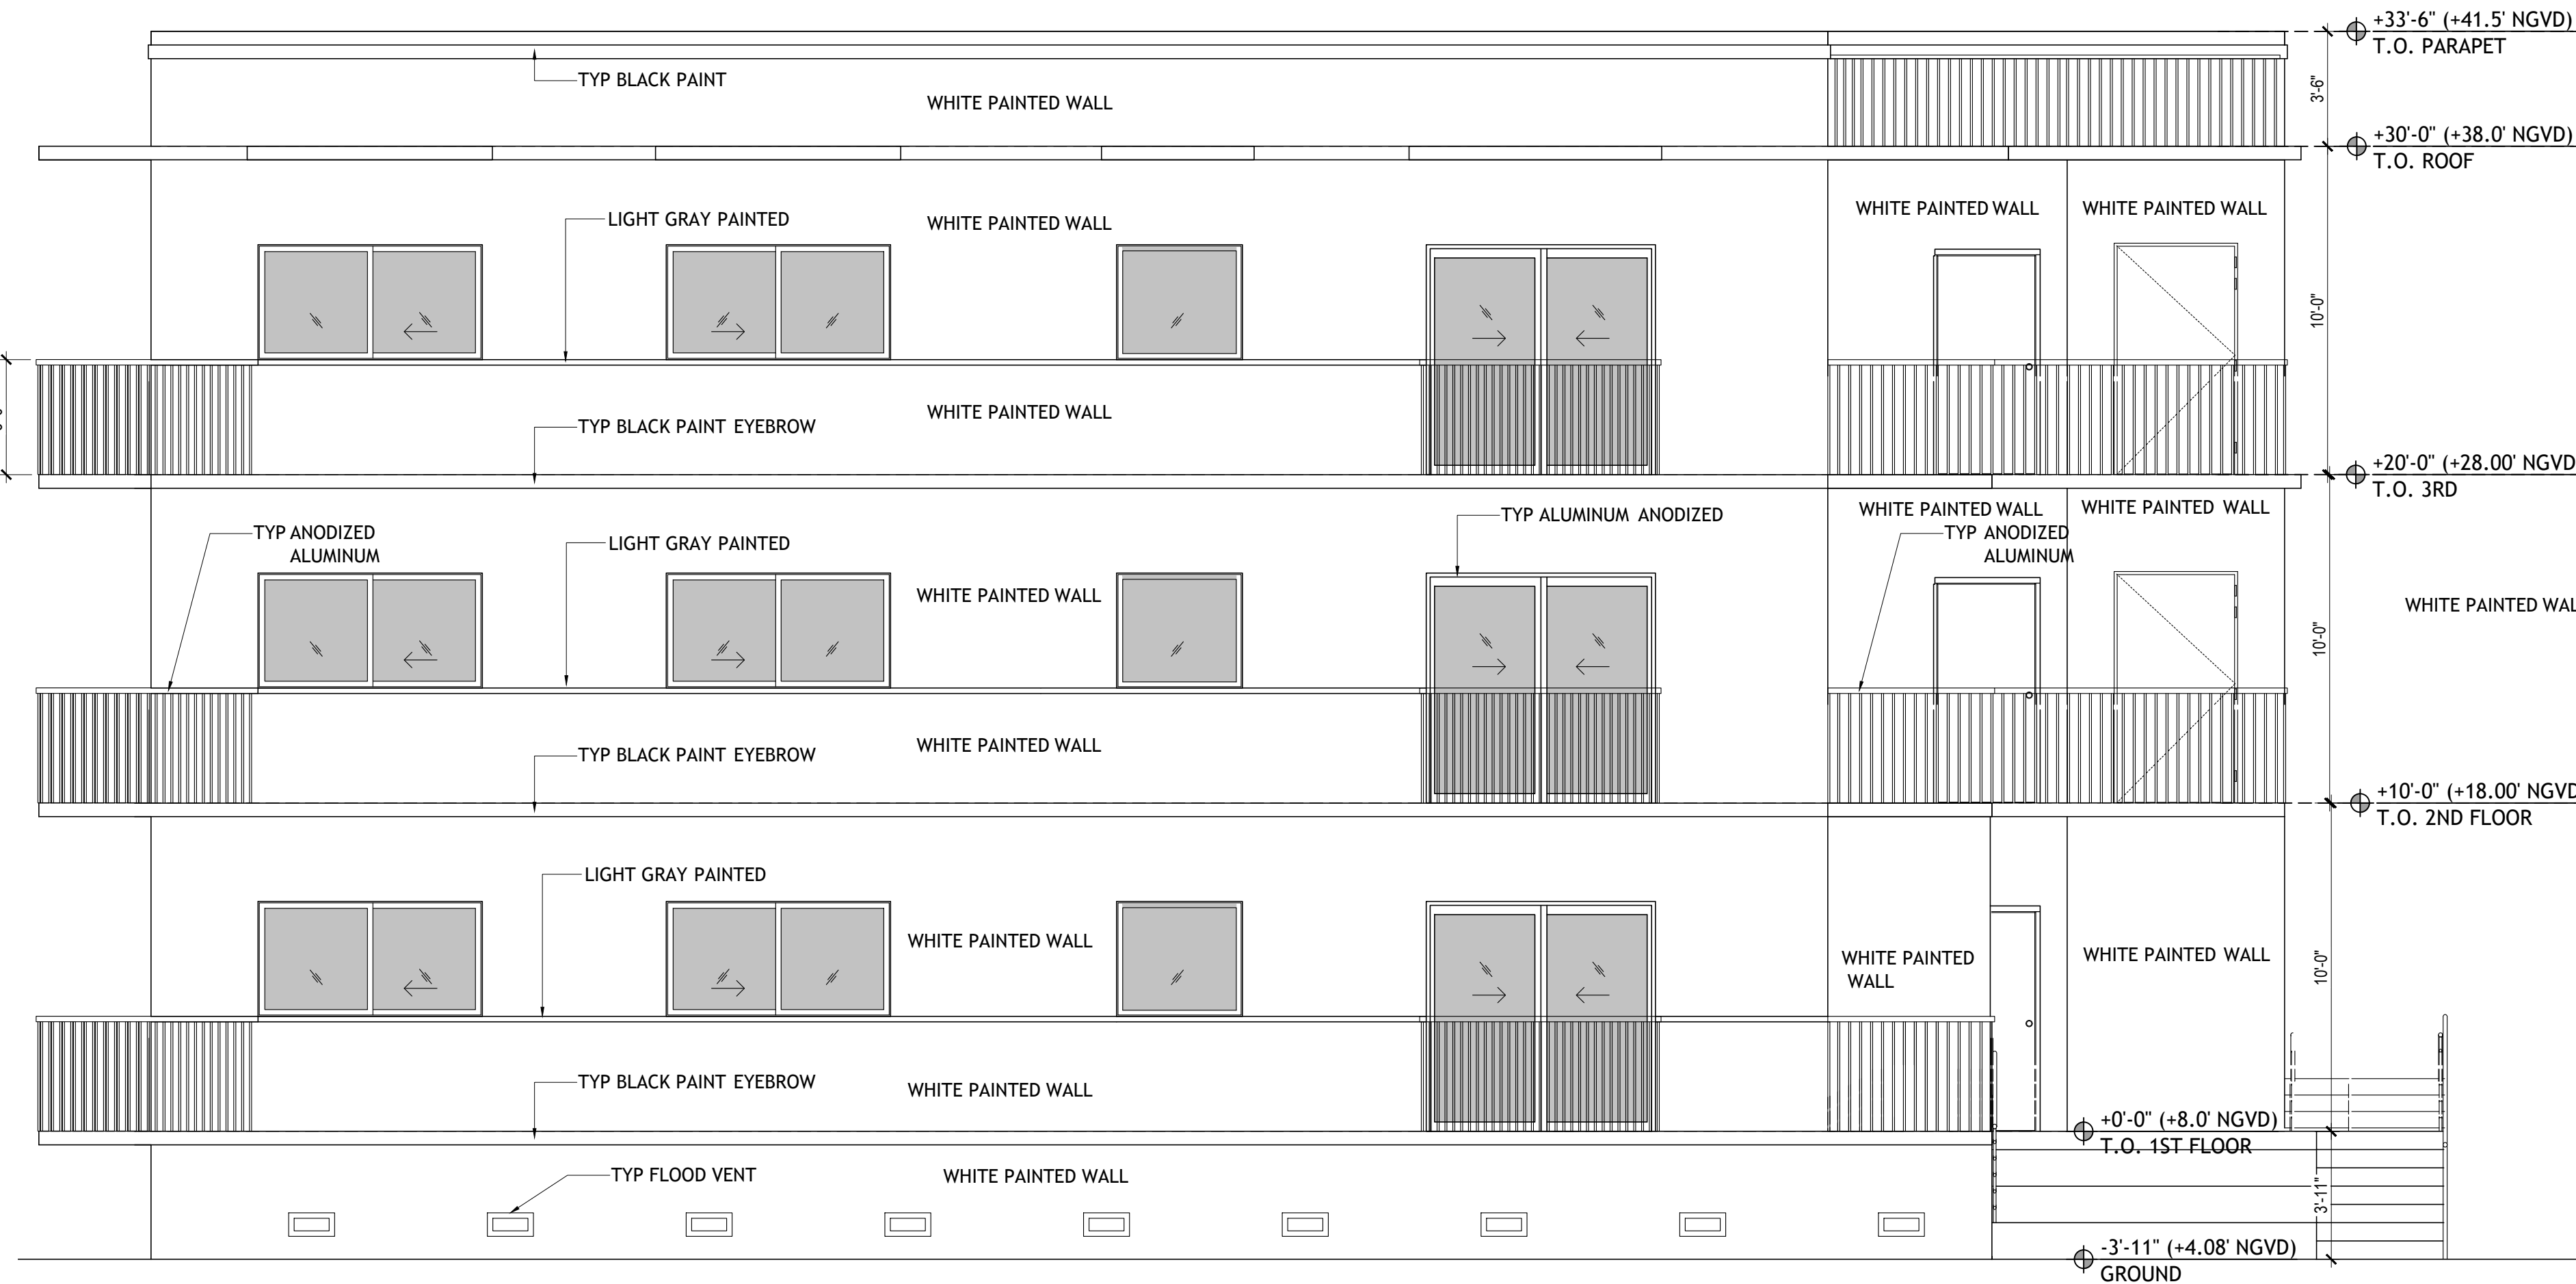 +33'-6" (+41.5' NGVD)
T.O. PARAPET
TYP BLACK PAINT
WHITE PAINTED WALL
3'-6"
+30'-0" (+38.0' NGVD)
T.O. ROOF
LIGHT GRAY PAINTED
WHITE PAINTED WALL
WHITE PAINTED WALL
WHITE PAINTED WALL
10'-0"
WHITE PAINTED WALL
TYP BLACK PAINT EYEBROW
+20'-0" (+28.00' NGVD
T.O. 3RD
TYP ANODIZED
ALUMINUM
LIGHT GRAY PAINTED
TYP ALUMINUM ANODIZED
WHITE PAINTED WALL
WHITE PAINTED WALL
TYP ANODIZED
ALUMINUM
WHITE PAINTED WALL
WHITE PAINTED WAL
10'-0"
WHITE PAINTED WALL
TYP BLACK PAINT EYEBROW
+10'-0" (+18.00' NGVD
T.O. 2ND FLOOR
LIGHT GRAY PAINTED
WHITE PAINTED WALL
WHITE PAINTED
WALL
WHITE PAINTED WALL
10'-0"
TYP BLACK PAINT EYEBROW
WHITE PAINTED WALL
+0'-0" (+8.0' NGVD)
T.O. 1ST FLOOR
TYP FLOOD VENT
WHITE PAINTED WALL
3'-11"
-3'-11" (+4.08' NGVD)
GROUND